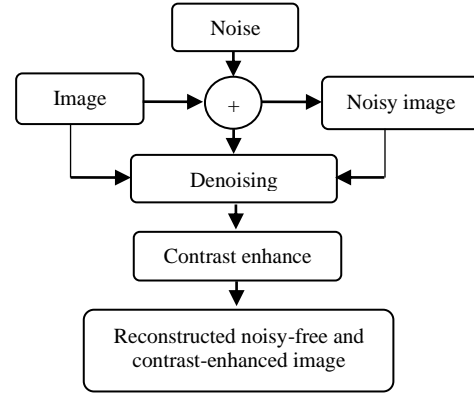 Noise
Image
+
Noisy image
Denoising
Contrast enhance
Reconstructed noisy-free and
contrast-enhanced image